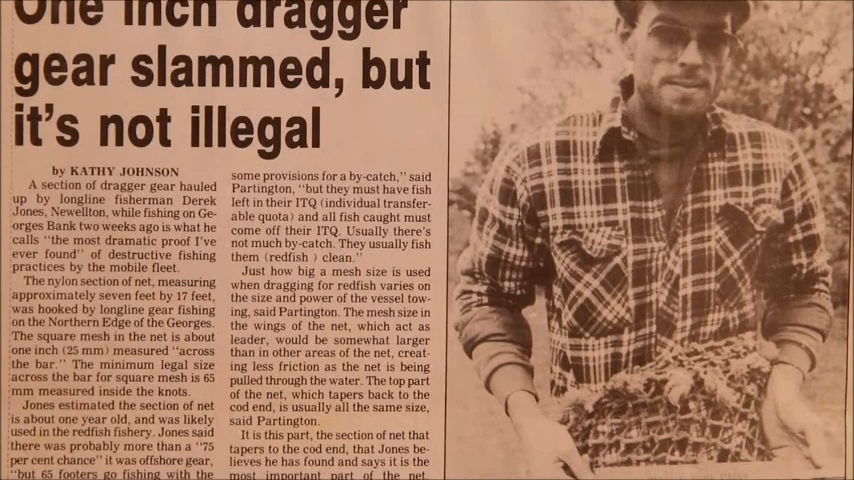 One inch dragger
gear slammed, but
it's not illegal
by KATHY JOHNSON
A section of dragger gear hauled
up by longline fisherman Derek
Jones, Newellton, while fishing on Ge-
orges Bank two weeks ago is what he
calls "the most dramatic proof I've
ever found" of destructive fishing
practices by the mobile fleet.
The nylon section of net, measuring
approximately seven feet by 17 feet,
was hooked by longline gear fishing
on the Northern Edge of the Georges.
The square mesh in the net is about
one inch (25 mm) measured "across
the bar." The minimum legal size
across the bar for square mesh is 65
mm measured inside the knots.
Jones estimated the section of net
is about one year old, and was likely
used in the redfish fishery. Jones said
there was probably more than a "75
per cent chance" it was offshore gear,
"but 65 footers go fishing with the
some provisions for a by-catch," said
Partington, "but they must have fish
left in their ITQ (individual transfer-
able quota) and all fish caught must
come off their ITQ. Usually there's
not much by-catch. They usually fish
them (redfish) clean."
Just how big a mesh size is used
when dragging for redfish varies on
the size and power of the vessel tow-
ing, said Partington. The mesh size in
the wings of the net, which act as
leader, would be somewhat larger
than in other areas of the net, creat-
ing less friction as the net is being
pulled through the water. The top part
of the net, which tapers back to the
cod end, is usually all the same size,
said Partington.
It is this part, the section of net that
tapers to the cod end, that Jones be-
lieves he has found and says it is the
most important part of the net,